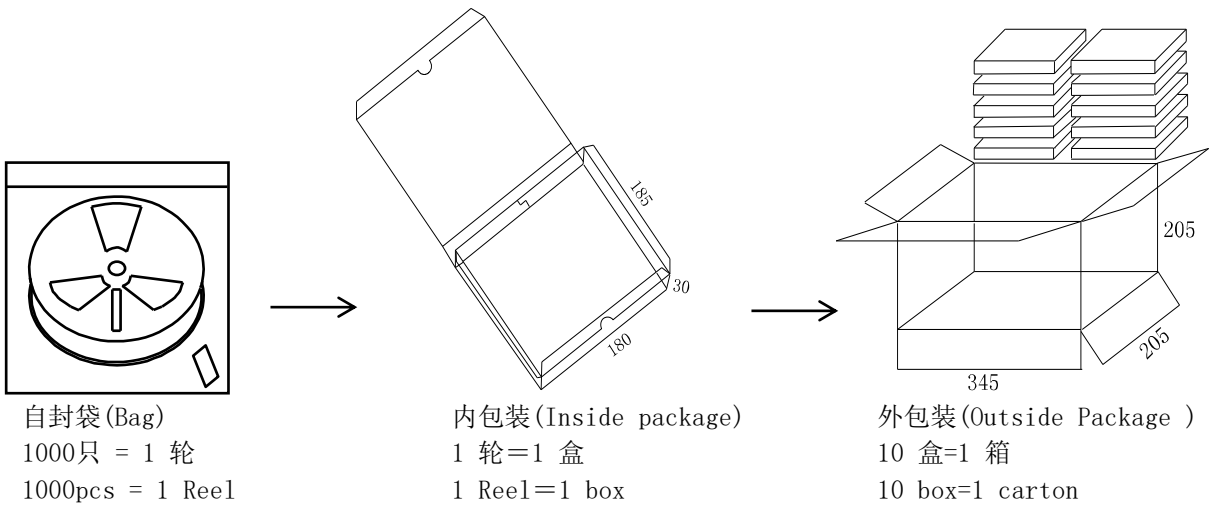 185
30
180
205
205
345
自封袋(Bag)
1000只 = 1 轮
1000pcs = 1 Reel
内包装(Inside package)
1 轮＝1 盒
1 Reel＝1 box
外包装(Outside Package )
10 盒=1 箱
10 box=1 carton